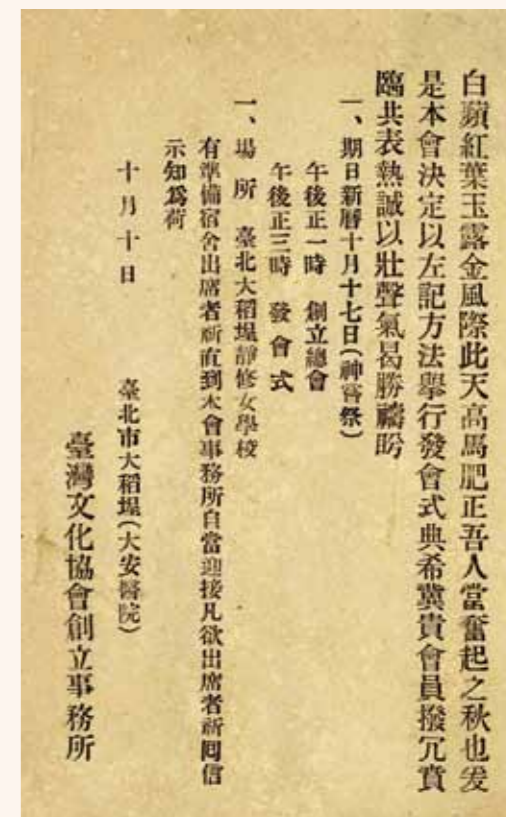 白蘋紅葉玉露金風際此天高馬肥正吾人當奮起之秋也爰
是本會決定以左記方法舉行發會式典希冀貴會員撥冗賁
臨共表熱誠以壯聲氣曷勝禱盼
一、期日新曆十月十七日(神嘗祭)
午後正一時 創立總會
午後正三時 發會式
一、場所 臺北大稻埕靜修女學校
有準備宿舍出席者祈直到本會事務所自當迎接凡欲出席者祈囘信
示知爲荷
十月十日
臺北市大稻埕(大安醫院)
臺灣文化協會創立事務所